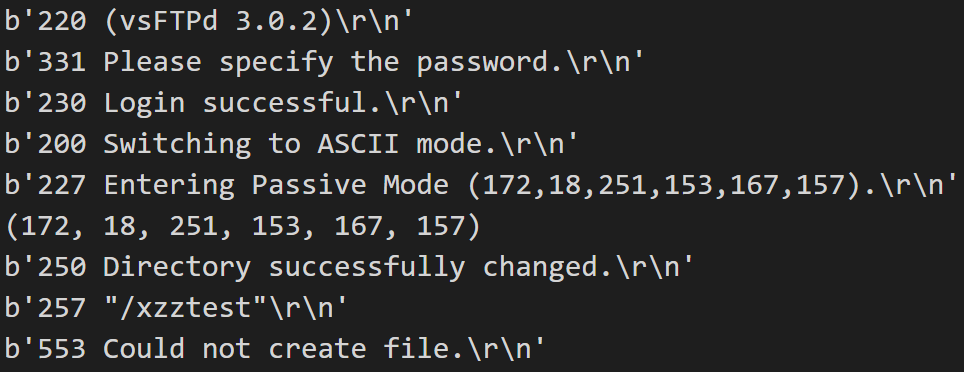 b'220 (vsFTPd 3.0.2)\r\n'
b'331 Please specify the password.\r\n'
b'230 Login successful.\r\n'
b'200 Switching to ASCII mode.\r\n'
b'227 Entering Passive Mode (172,18,251,153,167,157).\r\n'
(172, 18, 251, 153, 167, 157)
b'250 Directory successfully changed.\r\n'
b'257 "/xzztest"\r\n'
b'553 Could not create file.\r\n'